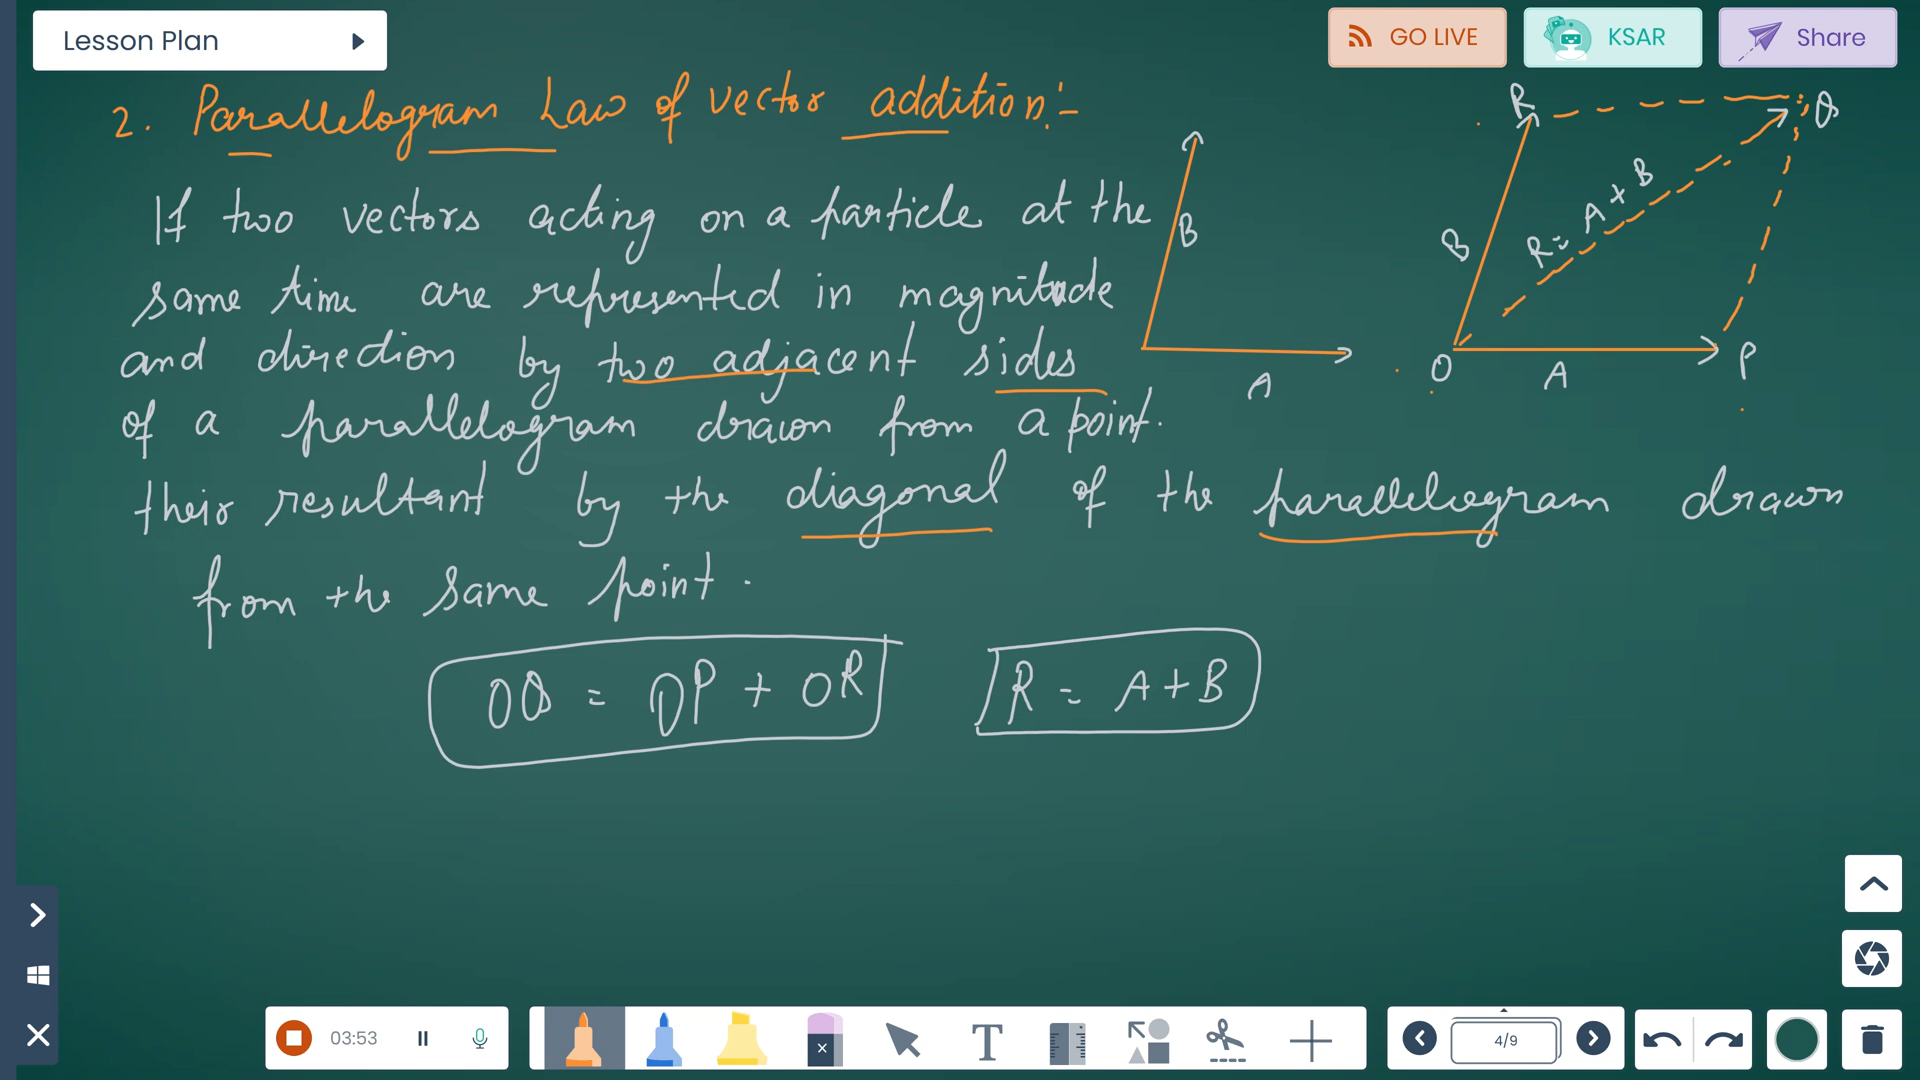 Lesson Plan
GO LIVE
KSAR
Share
2. Parallelogram Law of vector addition:-
If two vectors acting on a particle at the
same time are represented in magnitude
and direction by two adjacent sides
of a parallelogram drawn from a point.
their resultant by the diagonal of the parallelogram drawn
from the same point.
OQ = OP + OR
R = A+B
B
A
R
Q
B
R = A + B
O
A
P
03:53
T
4/9